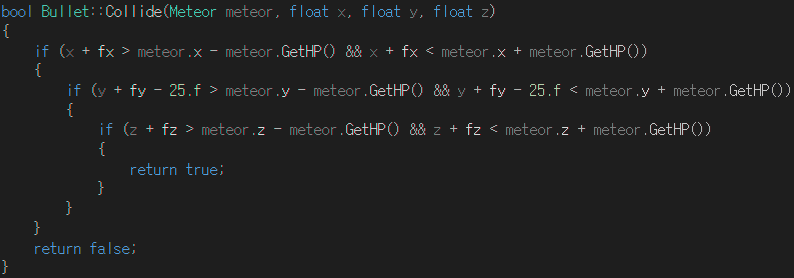 bool Bullet::Collide(Meteor meteor, float x, float y, float z)
{
if (x + fx > meteor.x - meteor.GetHP() && x + fx < meteor.x + meteor.GetHP())
{
if (y + fy - 25.f > meteor.y - meteor.GetHP() && y + fy - 25.f < meteor.y + meteor.GetHP())
{
if (z + fz > meteor.z - meteor.GetHP() && z + fz < meteor.z + meteor.GetHP())
{
return true;
}
}
}
return false;
}